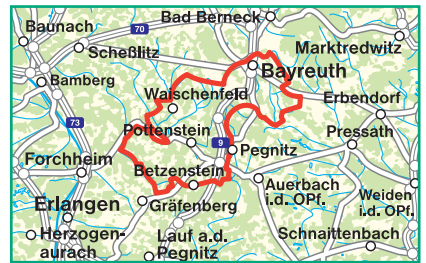 Baunach
70
Bad Berneck
Scheßlitz
Marktredwitz
Bamberg
Bayreuth
Waischenfeld
Erbendorf
73
Pottenstein
Pressath
9
Pegnitz
Forchheim
Betzenstein
Auerbach
i.d. OPf.
Weiden
i.d. OPf.
Erlangen
Gräfenberg
Herzogen-
aurach
Lauf a.d.
Pegnitz
Schnaittenbach